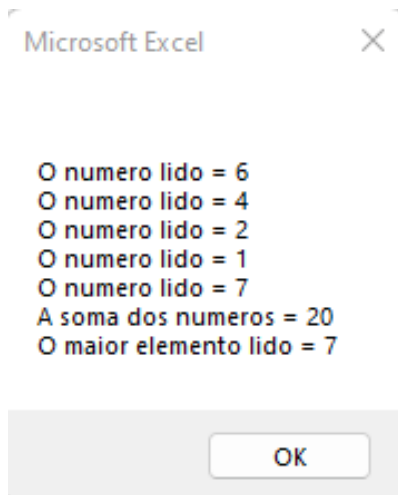 Microsoft Excel
O numero lido = 6
O numero lido = 4
O numero lido = 2
O numero lido = 1
O numero lido = 7
A soma dos numeros = 20
O maior elemento lido = 7
OK